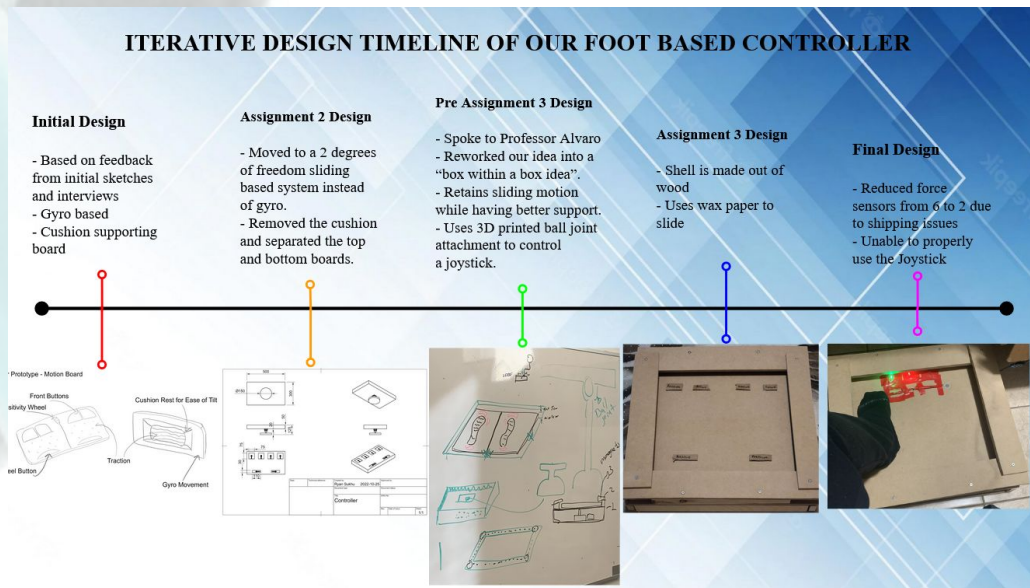 ITERATIVE DESIGN TIMELINE OF OUR FOOT BASED CONTROLLER
Initial Design
- Based on feedback
from initial sketches
and interviews
- Gyro based
- Cushion supporting
board
Assignment 2 Design
- Moved to a 2 degrees
of freedom sliding
based system instead
of gyro.
- Removed the cushion
and separated the top
and bottom boards.
Pre Assignment 3 Design
- Spoke to Professor Alvaro
- Reworked our idea into a
“box within a box idea”.
- Retains sliding motion
while having better support.
- Uses 3D printed ball joint
attachment to control
a joystick.
Assignment 3 Design
- Shell is made out of
wood
- Uses wax paper to
slide
Final Design
- Reduced force
sensors from 6 to 2 due
to shipping issues
- Unable to properly
use the Joystick
Prototype - Motion Board
Front Buttons
sitivity Wheel
eel Button
Traction
Cushion Rest for Ease of Tilt
Gyro Movement
Controller